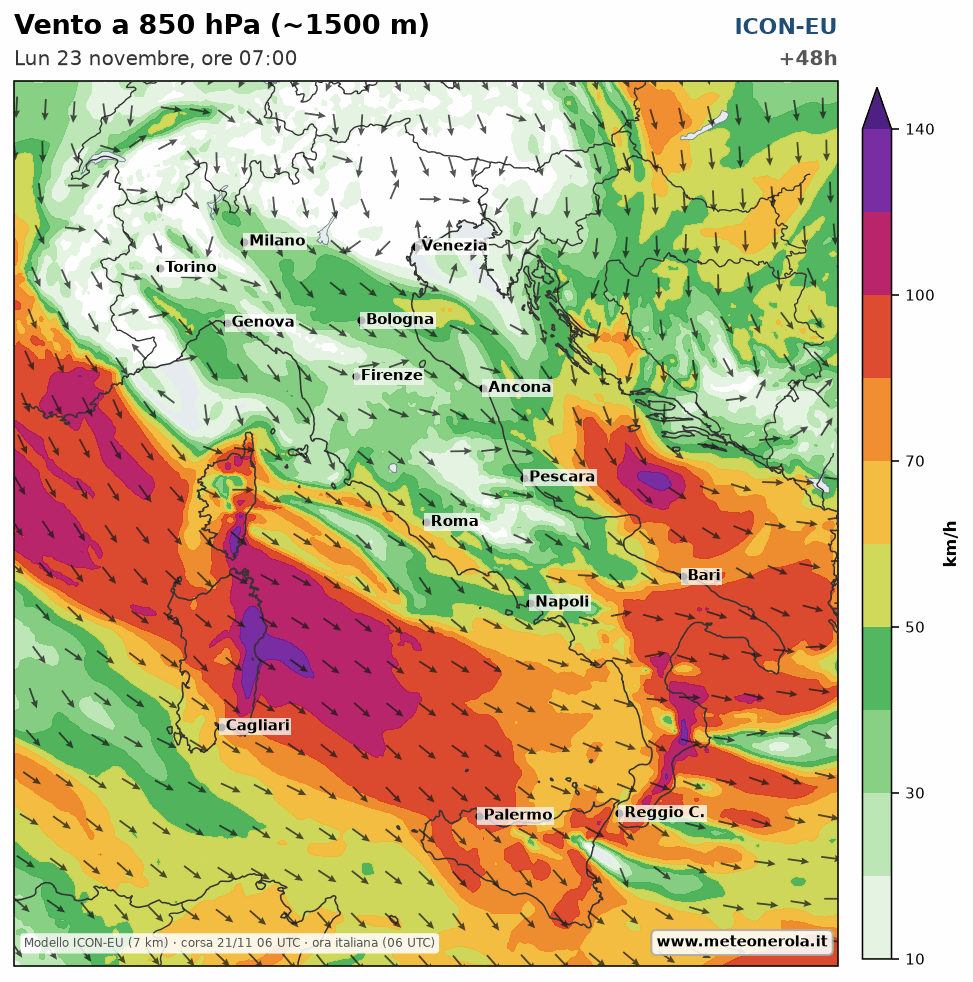 Vento a 850 hPa (~1500 m)
ICON-EU
Lun 23 novembre, ore 07:00
+48h
140
Milano
Venezia
Torino
100
Genova
Bologna
Firenze
Ancona
70
Pescara
Roma
km/h
Bari
Napoli
50
Cagliari
30
Palermo
Reggio C.
Modello ICON-EU (7 km) · corsa 21/11 06 UTC · ora italiana (06 UTC)
www.meteonerola.it
10